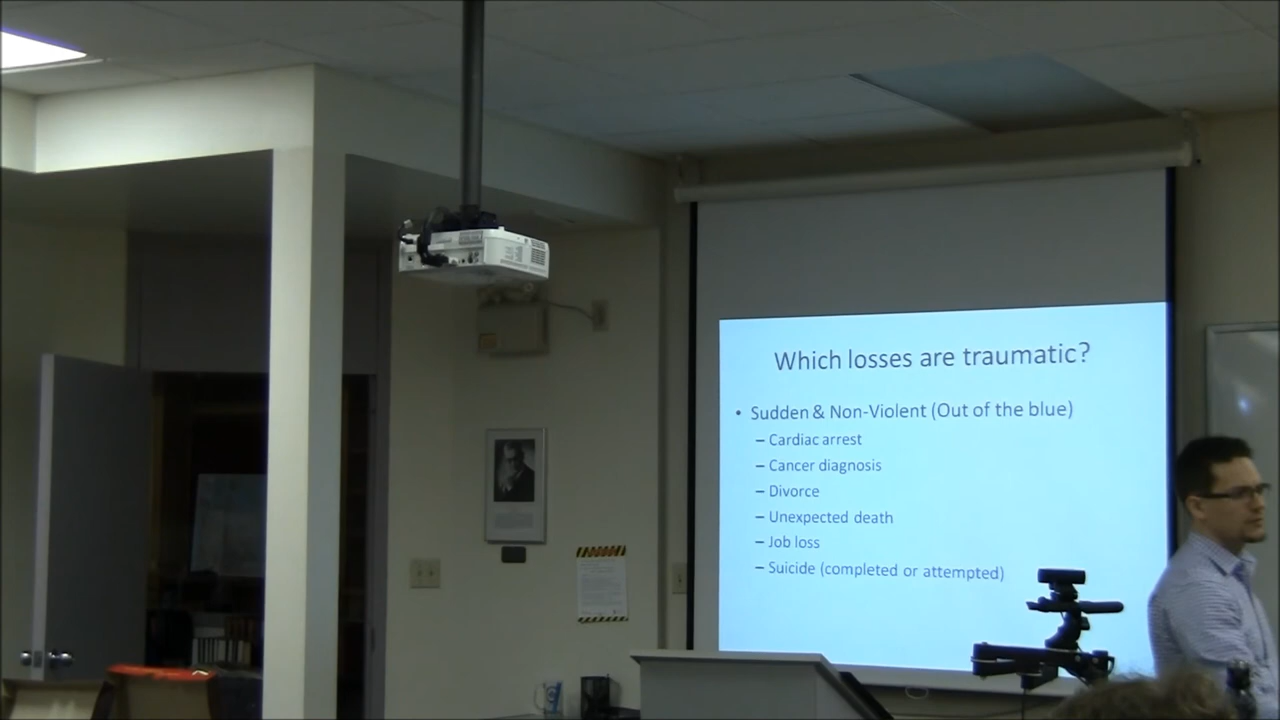 Which losses are traumatic?
• Sudden & Non-Violent (Out of the blue)
– Cardiac arrest
– Cancer diagnosis
– Divorce
– Unexpected death
– Job loss
– Suicide (completed or attempted)